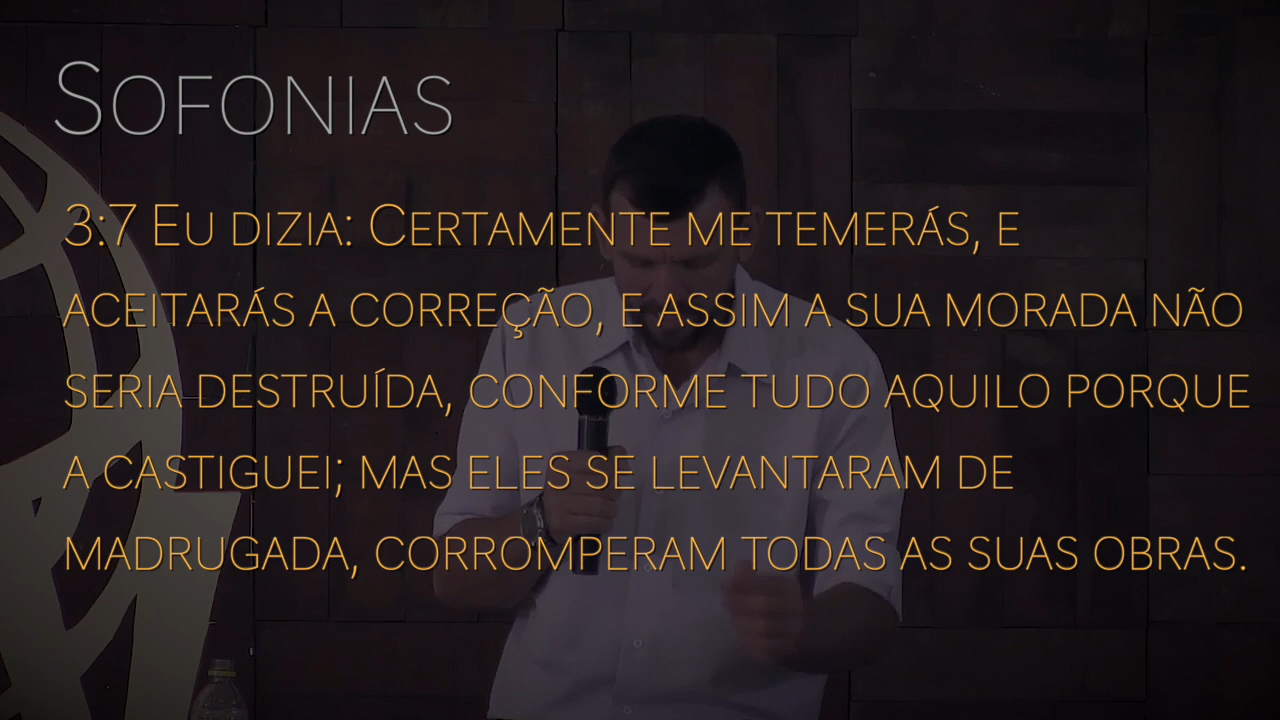 Sofonias
3:7 Eu dizia: Certamente me temerás, e
aceitarás a correção, e assim a sua morada não
seria destruída, conforme tudo aquilo porque
a castiguei; mas eles se levantaram de
madrugada, corromperam todas as suas obras.